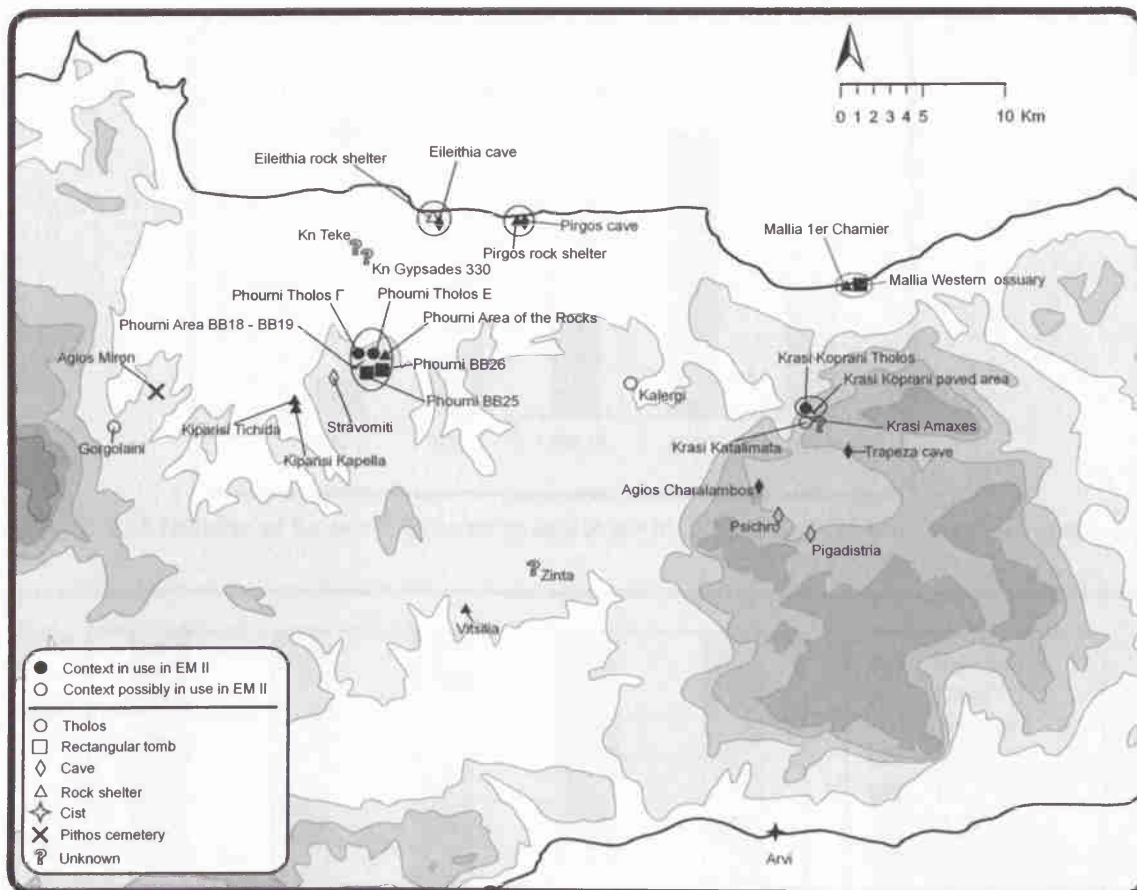 0 1 2 3 4 5 10 Km
Eileithia rock shelter
Eileithia cave
Kn Teke
Pirgos cave
Pirgos rock shelter
Kn Gypsades 330
Mallia 1er Charnier
Mallia Western ossuary
Phourni Tholos Γ
Phourni Tholos E
Phourni Area BB18 - BB19
Phourni Area of the Rocks
Agios Miron
Phourni BB26
Krasi Koprani Tholos
Krasi Koprani paved area
Kalergi
Phourni BB25
Stravomiti
Gorgolaini
Kiparisi Tichida
Krasi Amaxes
Krasi Katalimata
Trapeza cave
Kiparisi Kapella
Agios Charalambos
Psichro
Pigadistria
Zinta
Vitsilia
Context in use in EM II
Context possibly in use in EM II
Tholos
Rectangular tomb
Cave
Rock shelter
Cist
Pithos cemetery
Unknown
Arvi